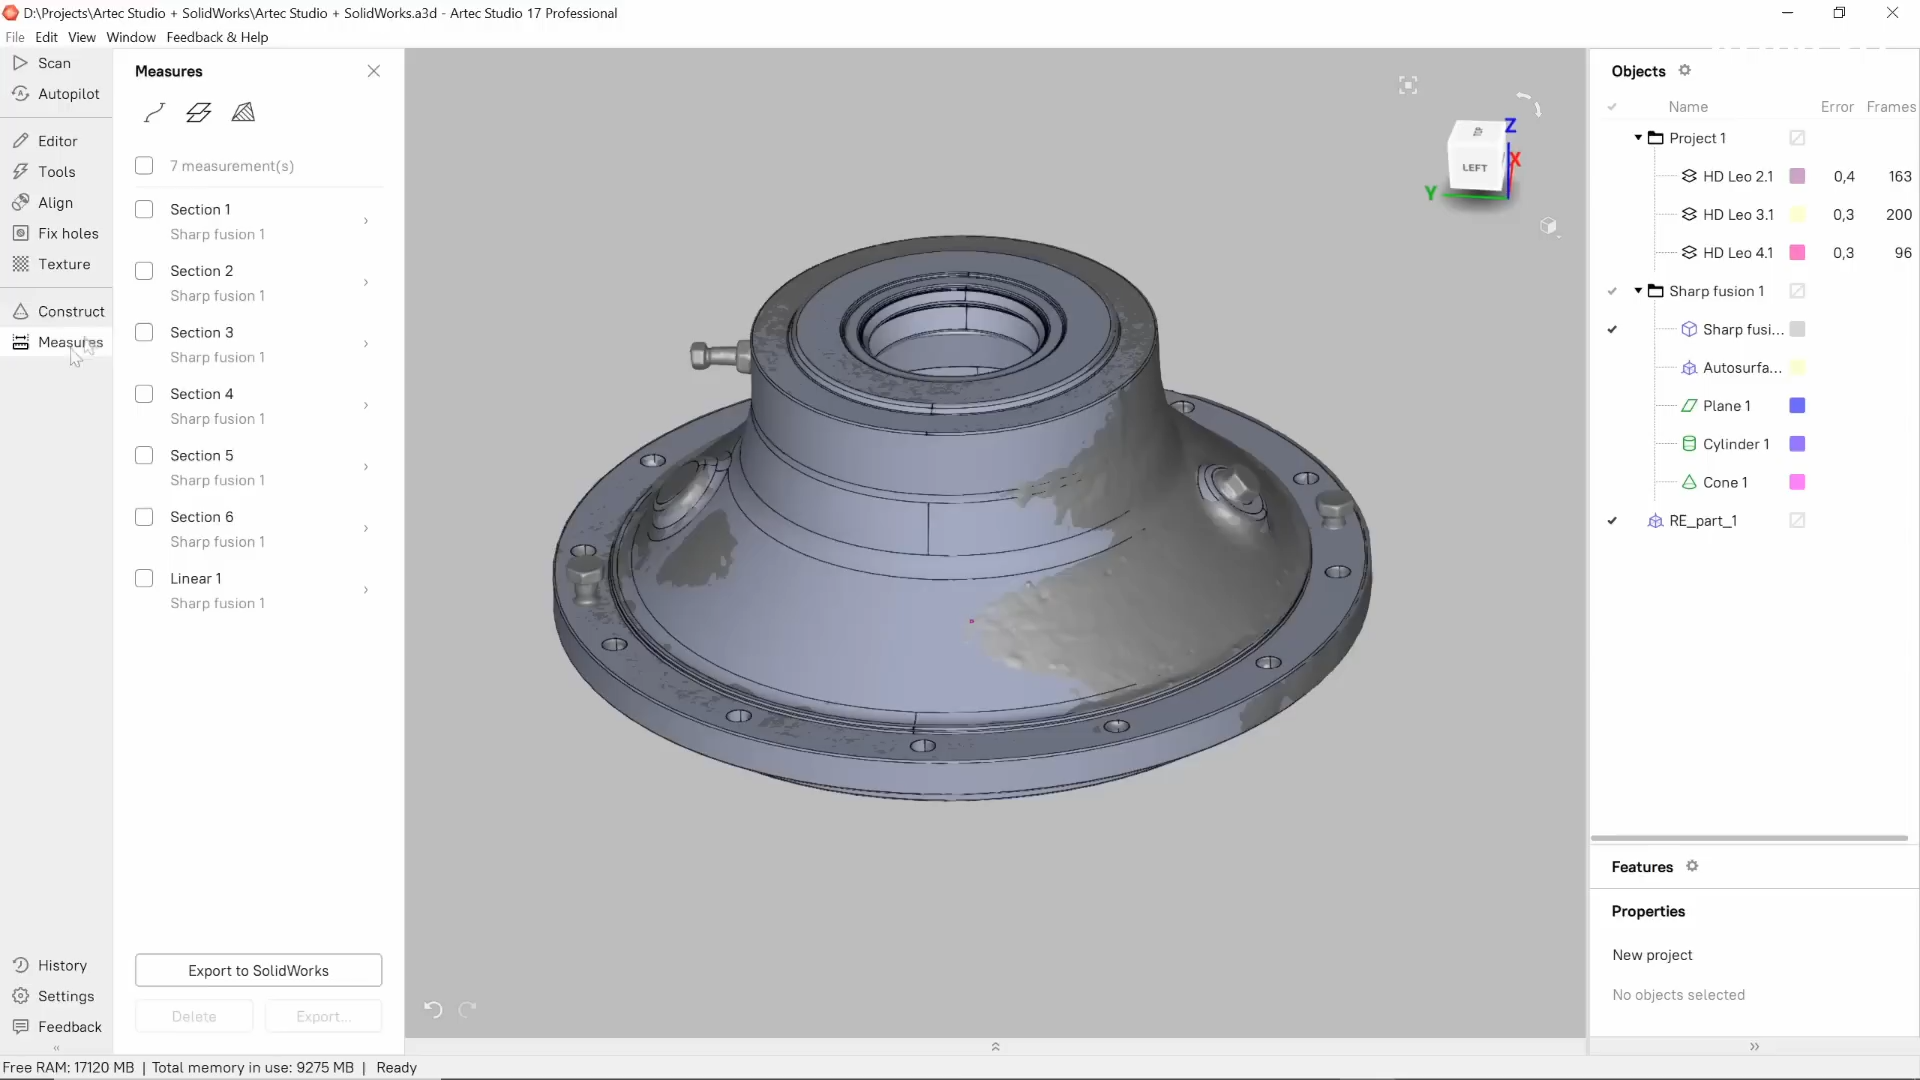 D:\Projects\Artec Studio + SolidWorks\Artec Studio + SolidWorks.a3d - Artec Studio 17 Professional
File Edit View Window Feedback & Help
Scan
Autopilot
Editor
Tools
Align
Fix holes
Texture
Construct
Measures
History
Settings
Feedback
Measures
7 measurement(s)
Section 1
Sharp fusion 1
Section 2
Sharp fusion 1
Section 3
Sharp fusion 1
Section 4
Sharp fusion 1
Section 5
Sharp fusion 1
Section 6
Sharp fusion 1
Linear 1
Sharp fusion 1
Export to SolidWorks
Delete Export...
Z
X
LEFT
Y
Objects
Name Error Frames
Project 1
HD Leo 2.1 0,4 163
HD Leo 3.1 0,3 200
HD Leo 4.1 0,3 96
Sharp fusion 1
Sharp fusi...
Autosurfa...
Plane 1
Cylinder 1
Cone 1
RE_part_1
Features
Properties
New project
No objects selected
Free RAM: 17120 MB | Total memory in use: 9275 MB | Ready